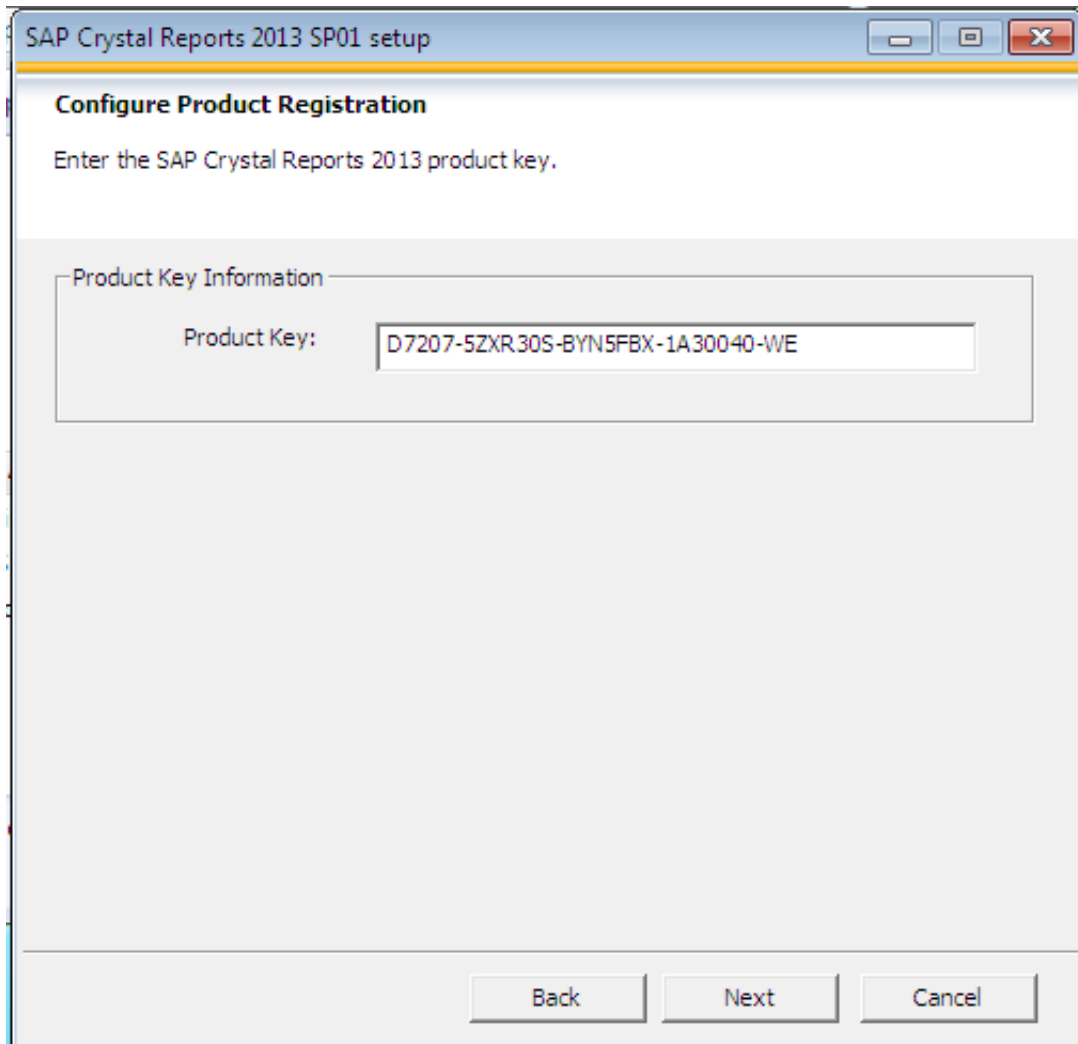 SAP Crystal Reports 2013 SP01 setup
Configure Product Registration
Enter the SAP Crystal Reports 2013 product key.
Product Key Information
Product Key: D7207-5ZXR30S-BYN5FBX-1A30040-WE
Back Next Cancel